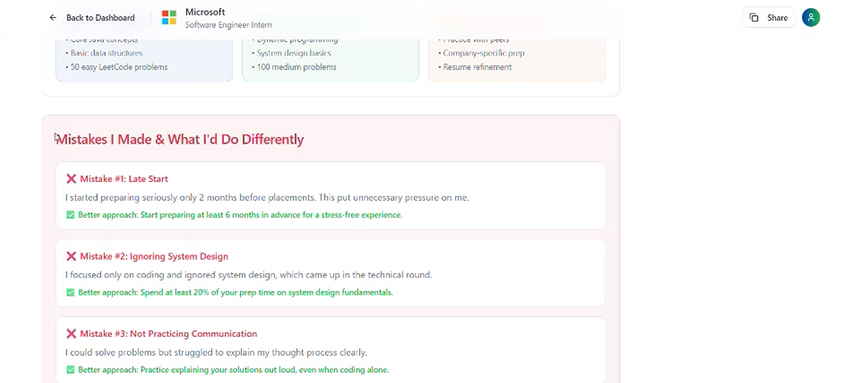 Back to Dashboard
Microsoft
Software Engineer Intern
Share
• Core Java concepts
• Basic data structures
• 50 easy LeetCode problems
• Dynamic programming
• System design basics
• 100 medium problems
• Practice with peers
• Company-specific prep
• Resume refinement
Mistakes I Made & What I'd Do Differently
❌ Mistake #1: Late Start
I started preparing seriously only 2 months before placements. This put unnecessary pressure on me.
✅ Better approach: Start preparing at least 6 months in advance for a stress-free experience.
❌ Mistake #2: Ignoring System Design
I focused only on coding and ignored system design, which came up in the technical round.
✅ Better approach: Spend at least 20% of your prep time on system design fundamentals.
❌ Mistake #3: Not Practicing Communication
I could solve problems but struggled to explain my thought process clearly.
✅ Better approach: Practice explaining your solutions out loud, even when coding alone.